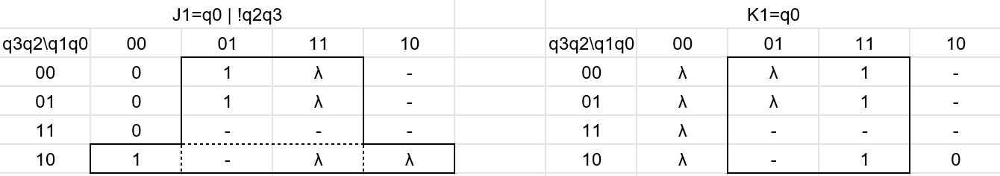 J1=q0 | !q2q3 K1=q0
q3q2\q1q0 00 01 11 10 q3q2\q1q0 00 01 11 10
00 0 1 λ - 00 λ λ 1 -
01 0 1 λ - 01 λ λ 1 -
11 0 - - - 11 λ - - -
10 1 - λ λ 10 λ - 1 0